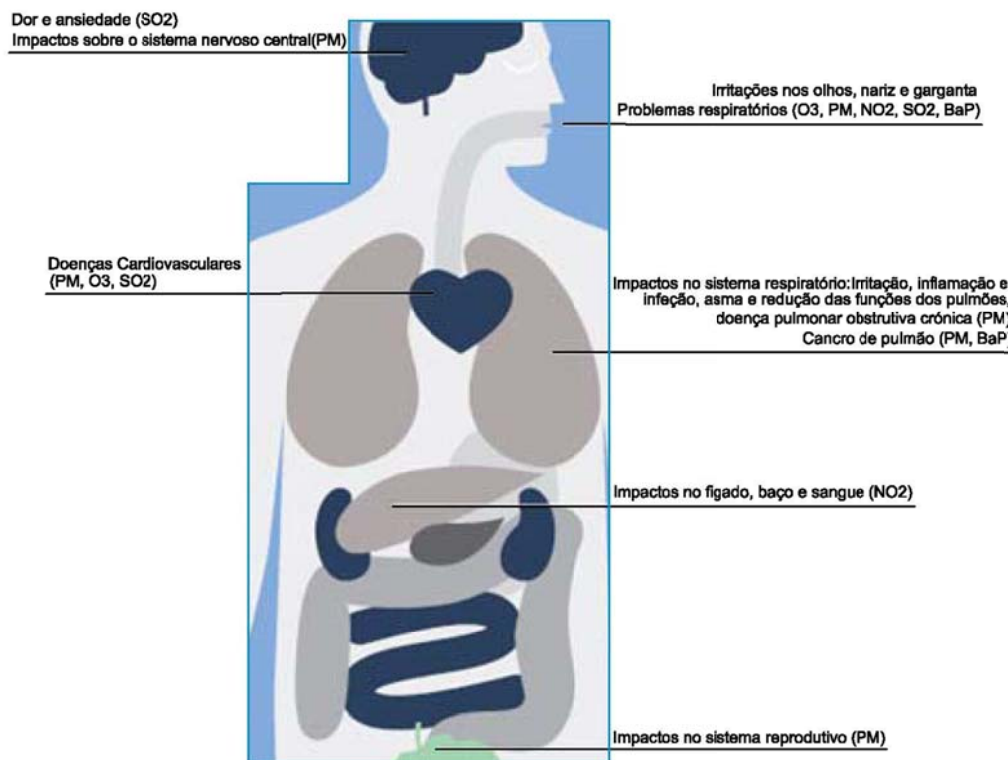 Dor e ansiedade (SO2)
Impactos sobre o sistema nervoso central(PM)
Irritações nos olhos, nariz e garganta
Problemas respiratórios (O3, PM, NO2, SO2, BaP)
Doenças Cardiovasculares
(PM, O3, SO2)
Impactos no sistema respiratório:Irritação, inflamação e
infeção, asma e redução das funções dos pulmões,
doença pulmonar obstrutiva crónica (PM)
Cancro de pulmão (PM, BaP)
Impactos no figado, baço e sangue (NO2)
Impactos no sistema reprodutivo (PM)